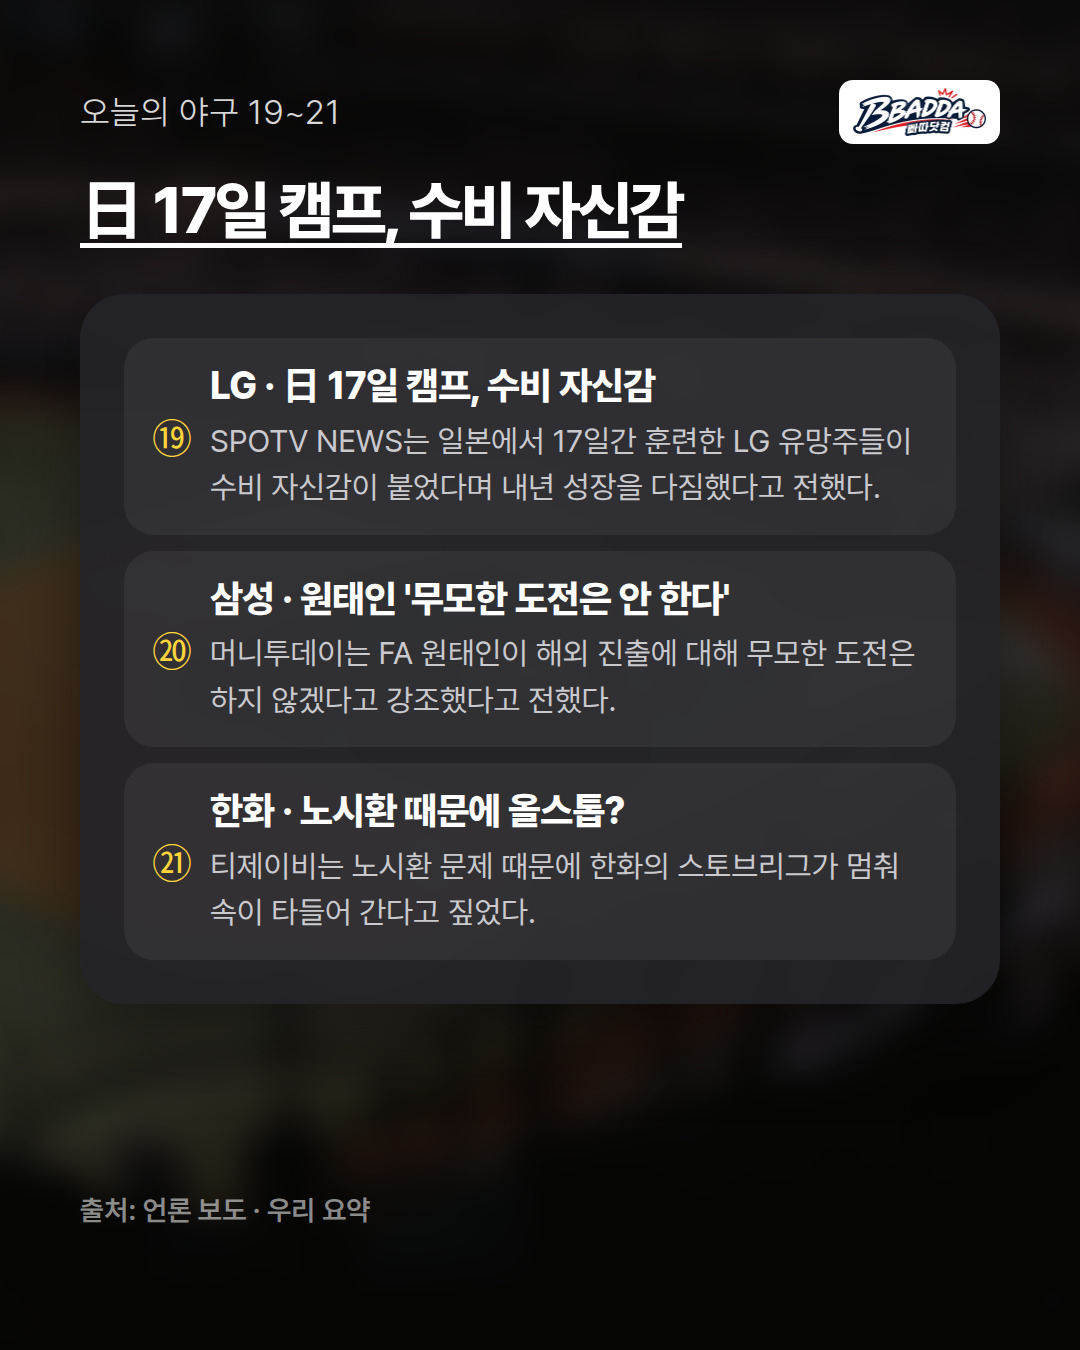 오늘의 야구 19~21
BBADDA
빠따닷컴
日 17일 캠프, 수비 자신감
LG · 日 17일 캠프, 수비 자신감
⑲ SPOTV NEWS는 일본에서 17일간 훈련한 LG 유망주들이
수비 자신감이 붙었다며 내년 성장을 다짐했다고 전했다.
삼성 · 원태인 '무모한 도전은 안 한다'
⑳ 머니투데이는 FA 원태인이 해외 진출에 대해 무모한 도전은
하지 않겠다고 강조했다고 전했다.
한화 · 노시환 때문에 올스톱?
㉑ 티제이비는 노시환 문제 때문에 한화의 스토브리그가 멈춰
속이 타들어 간다고 짚었다.
출처: 언론 보도 · 우리 요약